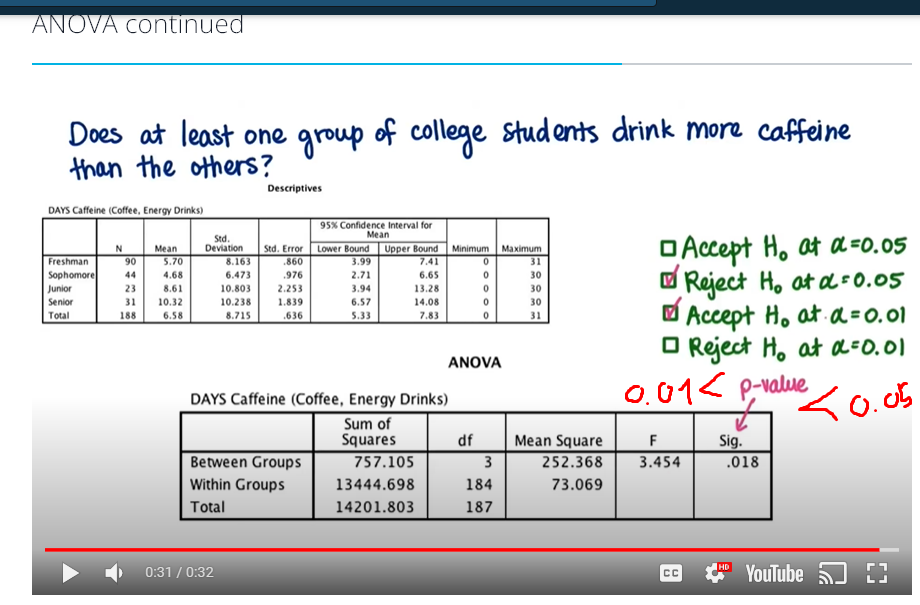 ANOVA continued
Does at least one group of college students drink more caffeine
than the others?
Descriptives
DAYS Caffeine (Coffee, Energy Drinks)
N Mean Std. Deviation Std. Error 95% Confidence Interval for Mean Lower Bound Upper Bound Minimum Maximum
Freshman 90 5.70 8.163 .860 3.99 7.41 0 31
Sophomore 44 4.68 6.473 .976 2.71 6.65 0 30
Junior 23 8.61 10.803 2.253 3.94 13.28 0 30
Senior 31 10.32 10.238 1.839 6.57 14.08 0 30
Total 188 6.58 8.715 .636 5.33 7.83 0 31
Accept H₀ at α=0.05
Reject H₀ at α=0.05
Accept H₀ at α=0.01
Reject H₀ at α=0.01
ANOVA
0.01 < p-value < 0.05
DAYS Caffeine (Coffee, Energy Drinks)
Sum of Squares df Mean Square F Sig.
Between Groups 757.105 3 252.368 3.454 .018
Within Groups 13444.698 184 73.069
Total 14201.803 187
0:31 / 0:32 CC HD YouTube